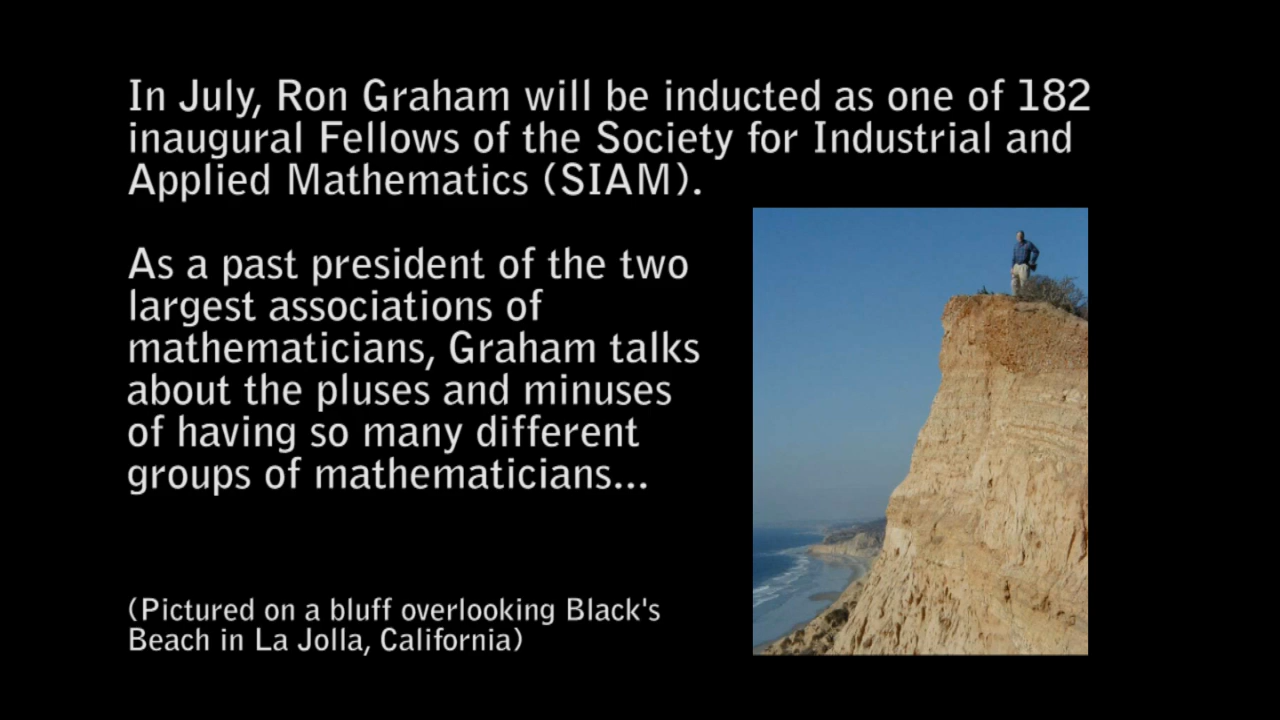 In July, Ron Graham will be inducted as one of 182
inaugural Fellows of the Society for Industrial and
Applied Mathematics (SIAM).
As a past president of the two
largest associations of
mathematicians, Graham talks
about the pluses and minuses
of having so many different
groups of mathematicians...
(Pictured on a bluff overlooking Black's
Beach in La Jolla, California)